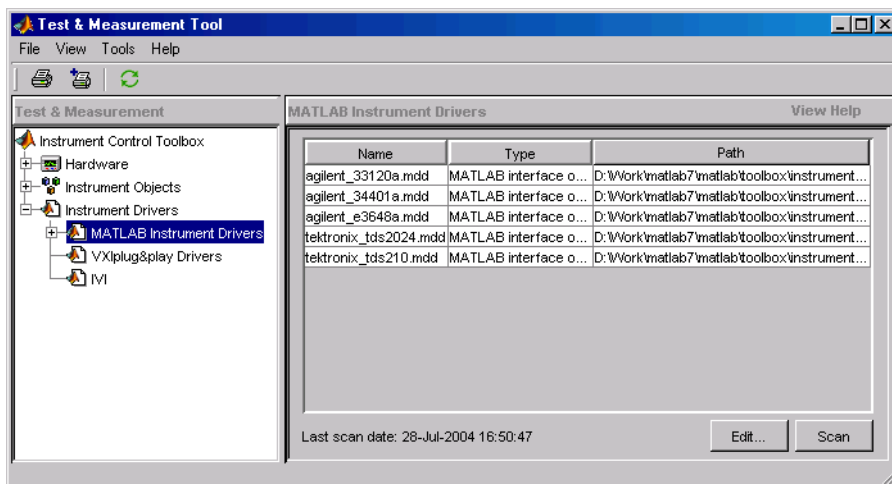 Test & Measurement Tool
File View Tools Help
Test & Measurement
MATLAB Instrument Drivers View Help
Instrument Control Toolbox
Hardware
Instrument Objects
Instrument Drivers
MATLAB Instrument Drivers
VXIplug&play Drivers
IVI
Name Type Path
agilent_33120a.mdd MATLAB interface o... D:\Work\matlab7\matlab\toolbox\instrument...
agilent_34401a.mdd MATLAB interface o... D:\Work\matlab7\matlab\toolbox\instrument...
agilent_e3648a.mdd MATLAB interface o... D:\Work\matlab7\matlab\toolbox\instrument...
tektronix_tds2024.mdd MATLAB interface o... D:\Work\matlab7\matlab\toolbox\instrument...
tektronix_tds210.mdd MATLAB interface o... D:\Work\matlab7\matlab\toolbox\instrument...
Last scan date: 28-Jul-2004 16:50:47 Edit... Scan